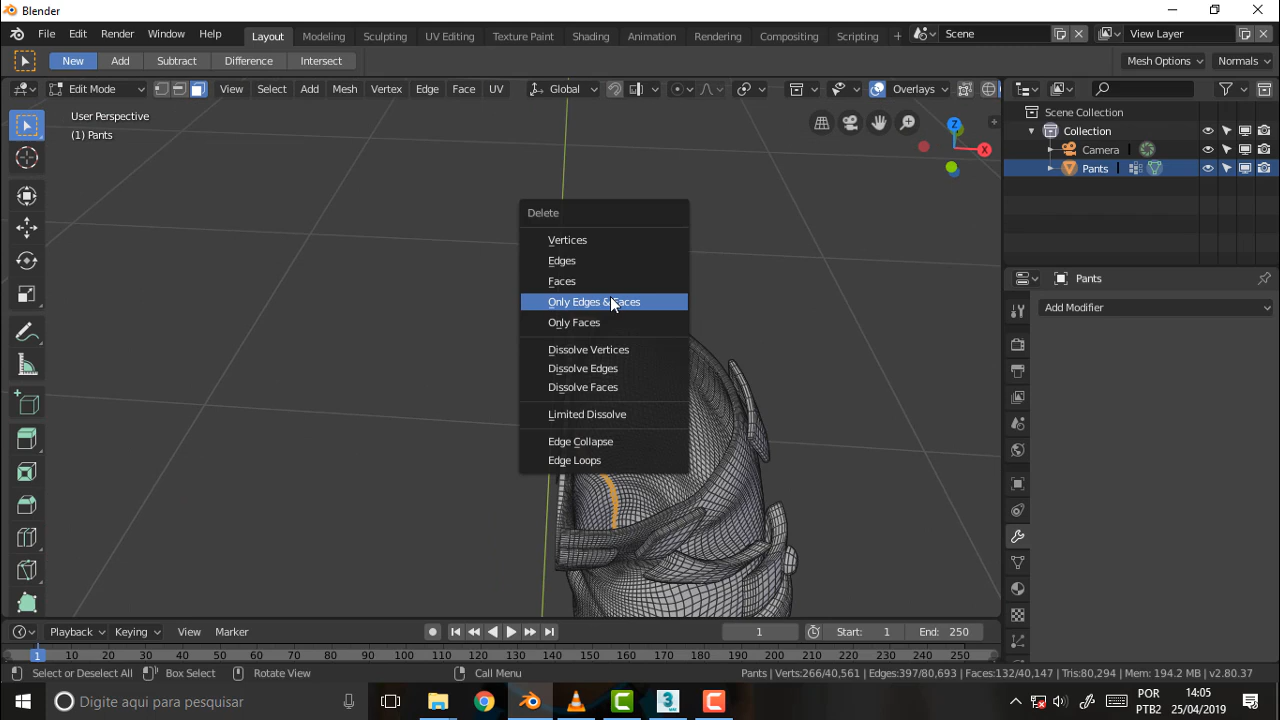 Blender
File Edit Render Window Help Layout Modeling Sculpting UV Editing Texture Paint Shading Animation Rendering Compositing Scripting + Scene View Layer
New Add Subtract Difference Intersect Mesh Options Normals
Edit Mode View Select Add Mesh Vertex Edge Face UV Global Overlays
User Perspective
(1) Pants
Z
X
Scene Collection
Collection
Camera
Pants
Pants
Add Modifier
Delete
Vertices
Edges
Faces
Only Edges & Faces
Only Faces
Dissolve Vertices
Dissolve Edges
Dissolve Faces
Limited Dissolve
Edge Collapse
Edge Loops
Playback Keying View Marker 1 Start: 1 End: 250
1 10 20 30 40 50 60 70 80 90 100 110 120 130 140 150 160 170 180 190 200 210 220 230 240 250
Select or Deselect All Box Select Rotate View Call Menu Pants | Verts:266/40,561 | Edges:397/80,693 | Faces:132/40,147 | Tris:80,294 | Mem: 194.2 MB | v2.80.37
Digite aqui para pesquisar
POR
PTB2
14:05
25/04/2019